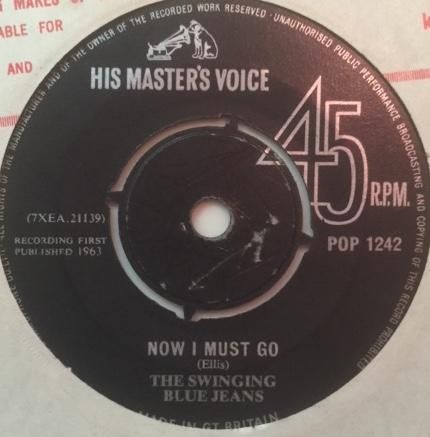 MAKES O
ABLE FOR
AND
ALL RIGHTS OF THE MANUFACTURER AND OF THE OWNER OF THE RECORDED WORK RESERVED · UNAUTHORISED PUBLIC PERFORMANCE BROADCASTING AND COPYING OF THIS RECORD PROHIBITED
HIS MASTER'S VOICE
45 R.P.M.
(7XEA.21139)
RECORDING FIRST
PUBLISHED 1963
POP 1242
NOW I MUST GO
(Ellis)
THE SWINGING
BLUE JEANS
MADE IN GT BRITAIN